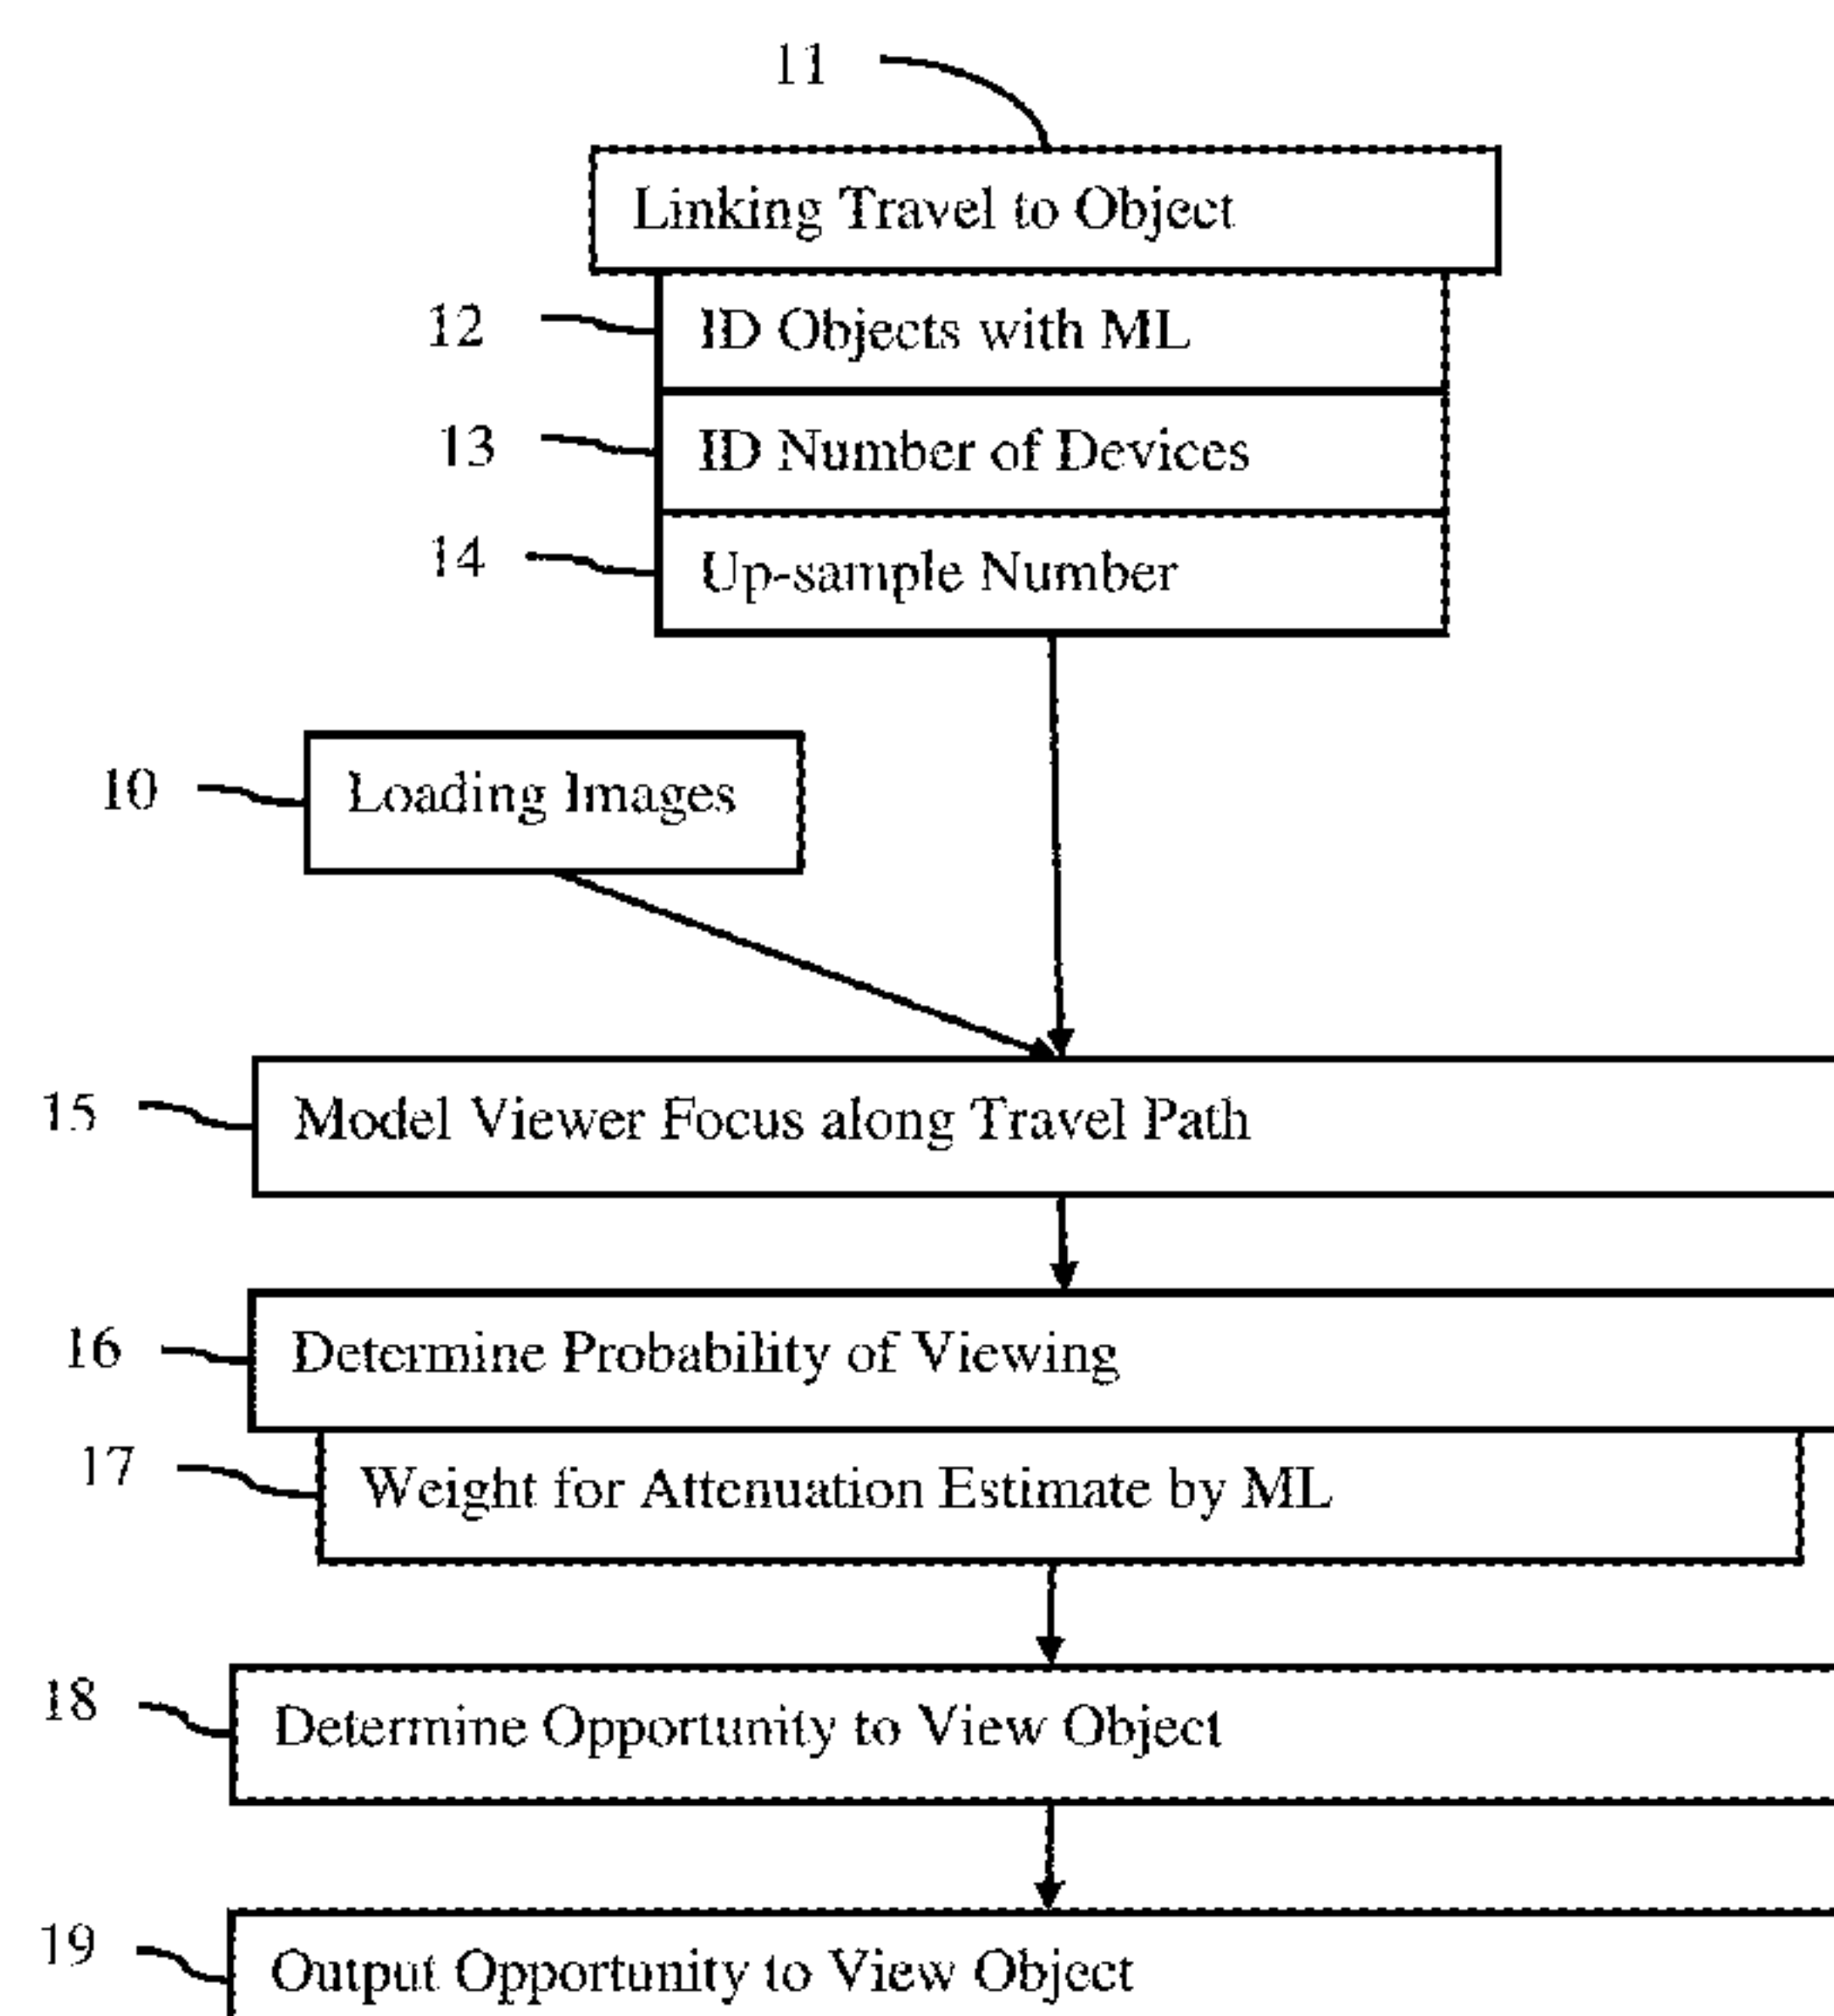 11
Linking Travel to Object
12 ID Objects with ML
13 ID Number of Devices
14 Up-sample Number
10 Loading Images
15 Model Viewer Focus along Travel Path
16 Determine Probability of Viewing
17 Weight for Attenuation Estimate by ML
18 Determine Opportunity to View Object
19 Output Opportunity to View Object